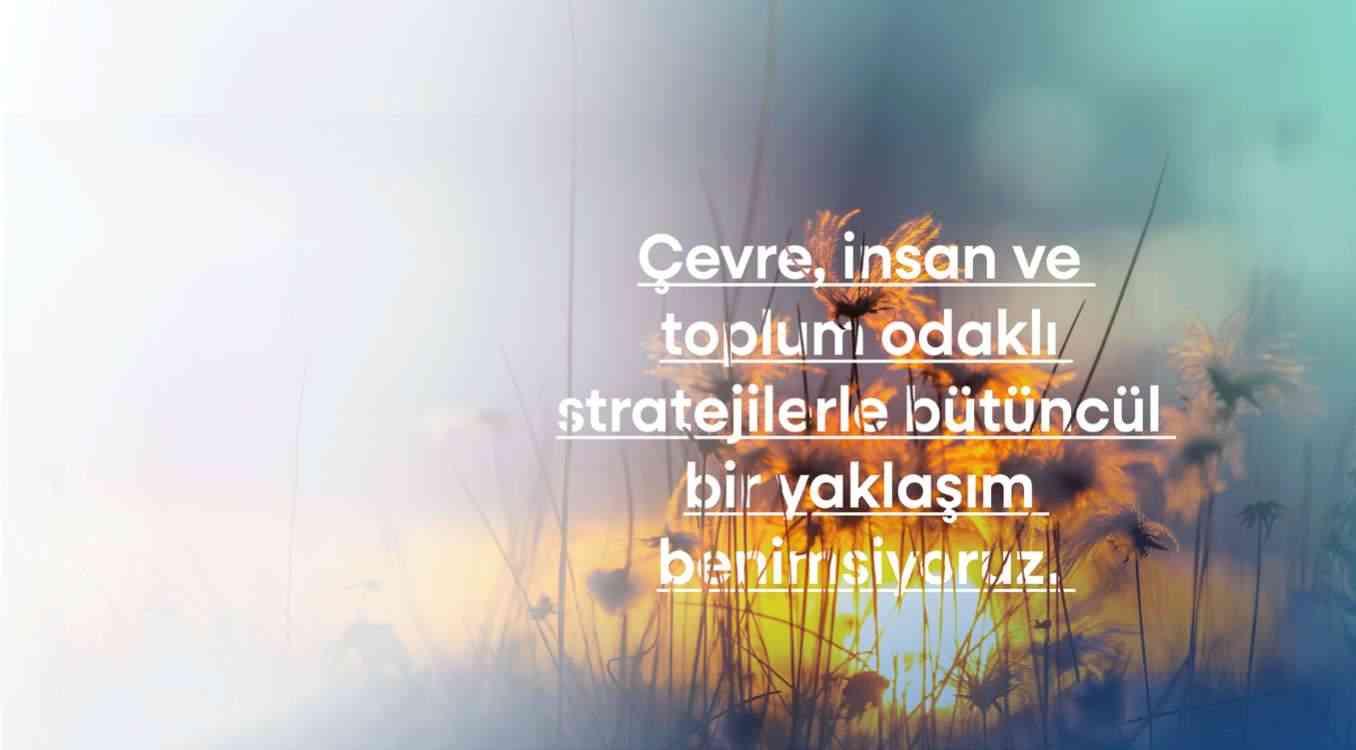 Çevre, insan ve
toplum odaklı
stratejilerle bütüncül
bir yaklaşım
benimsiyoruz.